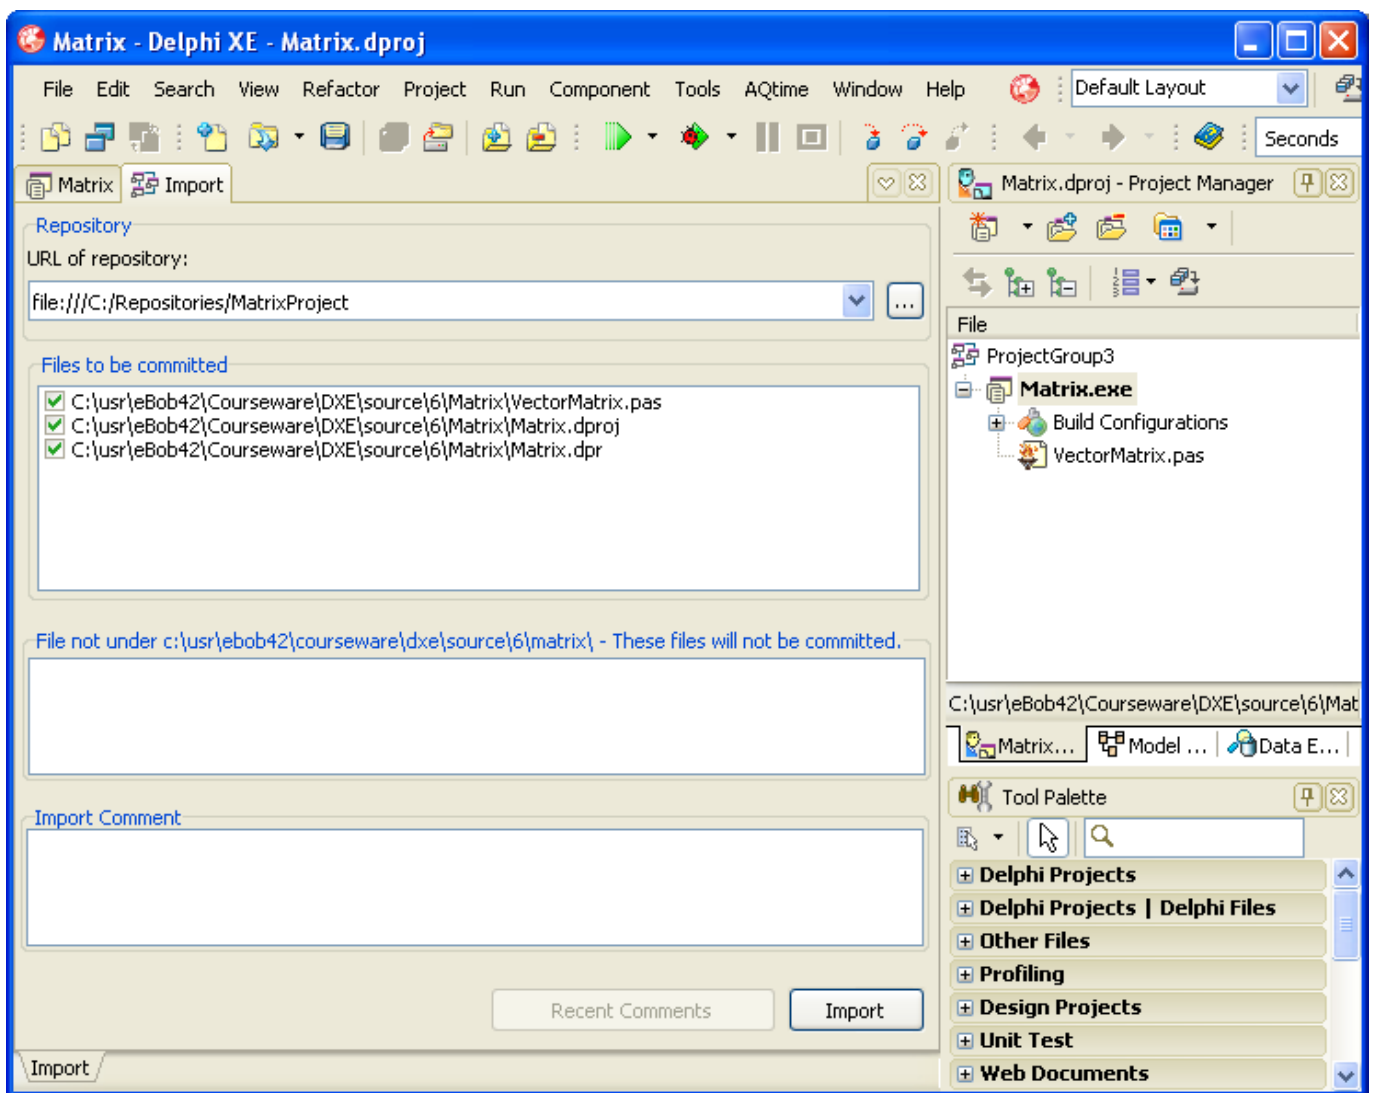 Matrix - Delphi XE - Matrix.dproj
File Edit Search View Refactor Project Run Component Tools AQtime Window Help Default Layout
Seconds
Matrix Import
Repository
URL of repository:
file:///C:/Repositories/MatrixProject
...
Files to be committed
C:\usr\eBob42\Courseware\DXE\source\6\Matrix\VectorMatrix.pas
C:\usr\eBob42\Courseware\DXE\source\6\Matrix\Matrix.dproj
C:\usr\eBob42\Courseware\DXE\source\6\Matrix\Matrix.dpr
File not under c:\usr\ebob42\courseware\dxe\source\6\matrix\ - These files will not be committed.
Import Comment
Recent Comments Import
Import
Matrix.dproj - Project Manager
File
ProjectGroup3
Matrix.exe
Build Configurations
VectorMatrix.pas
C:\usr\eBob42\Courseware\DXE\source\6\Mat
Matrix... Model ... Data E...
Tool Palette
Delphi Projects
Delphi Projects | Delphi Files
Other Files
Profiling
Design Projects
Unit Test
Web Documents